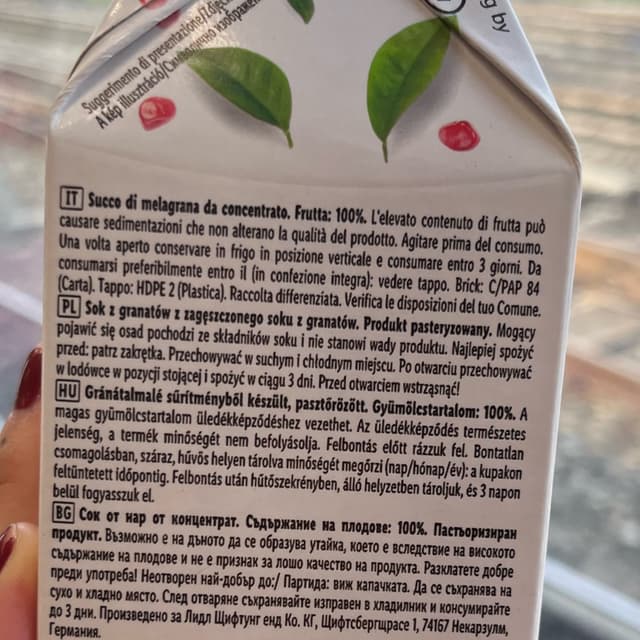 g by
Suggerimento di presentazione/
A kép illusztráció/
IT Succo di melagrana da concentrato. Frutta: 100%. L'elevato contenuto di frutta può
causare sedimentazioni che non alterano la qualità del prodotto. Agitare prima del consumo.
Una volta aperto conservare in frigo in posizione verticale e consumare entro 3 giorni. Da
consumarsi preferibilmente entro il (in confezione integra): vedere tappo. Brick: C/PAP 84
(Carta). Tappo: HDPE 2 (Plastica). Raccolta differenziata. Verifica le disposizioni del tuo Comune.
PL Sok z granatów z zagęszczonego soku z granatów. Produkt pasteryzowany. Mogący
pojawić się osad pochodzi ze składników soku i nie stanowi wady produktu. Najlepiej spożyć
przed: patrz zakrętka. Przechowywać w suchym i chłodnym miejscu. Po otwarciu przechowywać
w lodówce w pozycji stojącej i spożyć w ciągu 3 dni. Przed otwarciem wstrząsnąć!
HU Gránátalmalé sűrítményből készült, pasztőrözött. Gyümölcstartalom: 100%. A
magas gyümölcstartalom üledékképződéshez vezethet. Az üledékképződés természetes
jelenség, a termék minőségét nem befolyásolja. Felbontás előtt rázzuk fel. Bontatlan
csomagolásban, száraz, hűvös helyen tárolva minőségét megőrzi (nap/hónap/év): a kupakon
feltüntetett időpontig. Felbontás után hűtőszekrényben, álló helyzetben tároljuk, és 3 napon
belül fogyasszuk el.
BG Сок от нар от концентрат. Съдържание на плодове: 100%. Пастьоризиран
продукт. Възможно е на дъното да се образува утайка, което е вследствие на високото
съдържание на плодове и не е признак за лошо качество на продукта. Разклатете добре
преди употреба! Неотворен най-добър до:/ Партида: виж капачката. Да се съхранява на
сухо и хладно място. След отваряне съхранявайте изправен в хладилник и консумирайте
до 3 дни. Произведено за Лидл Щифтунг енд Ко. КГ, Щифтсбергщрасе 1, 74167 Некарзулм,
Германия.